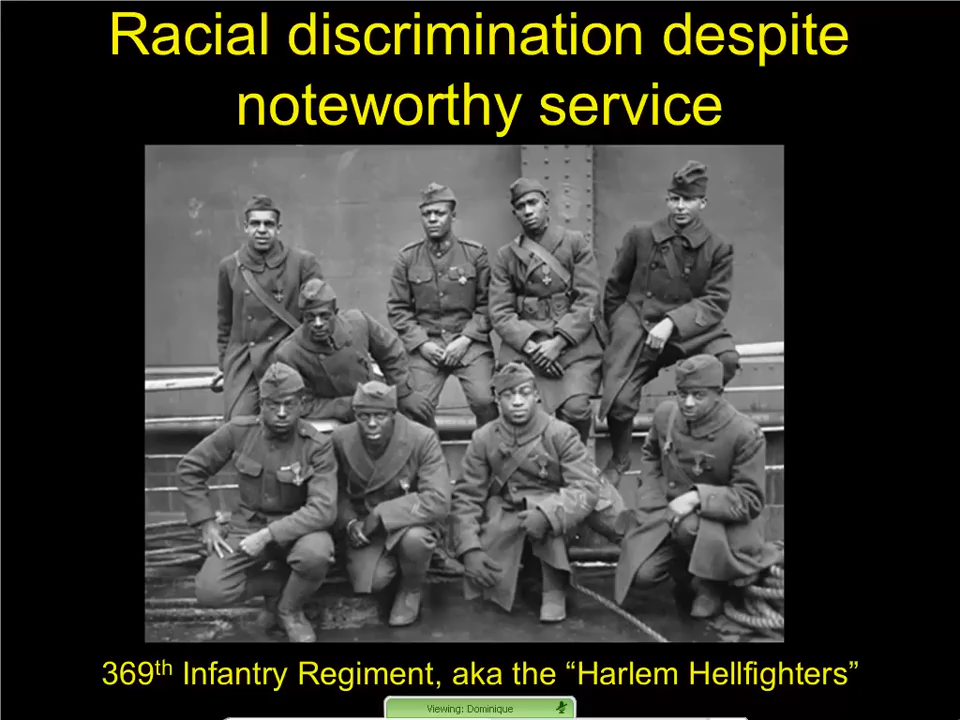 Racial discrimination despite
noteworthy service
369th Infantry Regiment, aka the “Harlem Hellfighters”
Viewing: Dominique